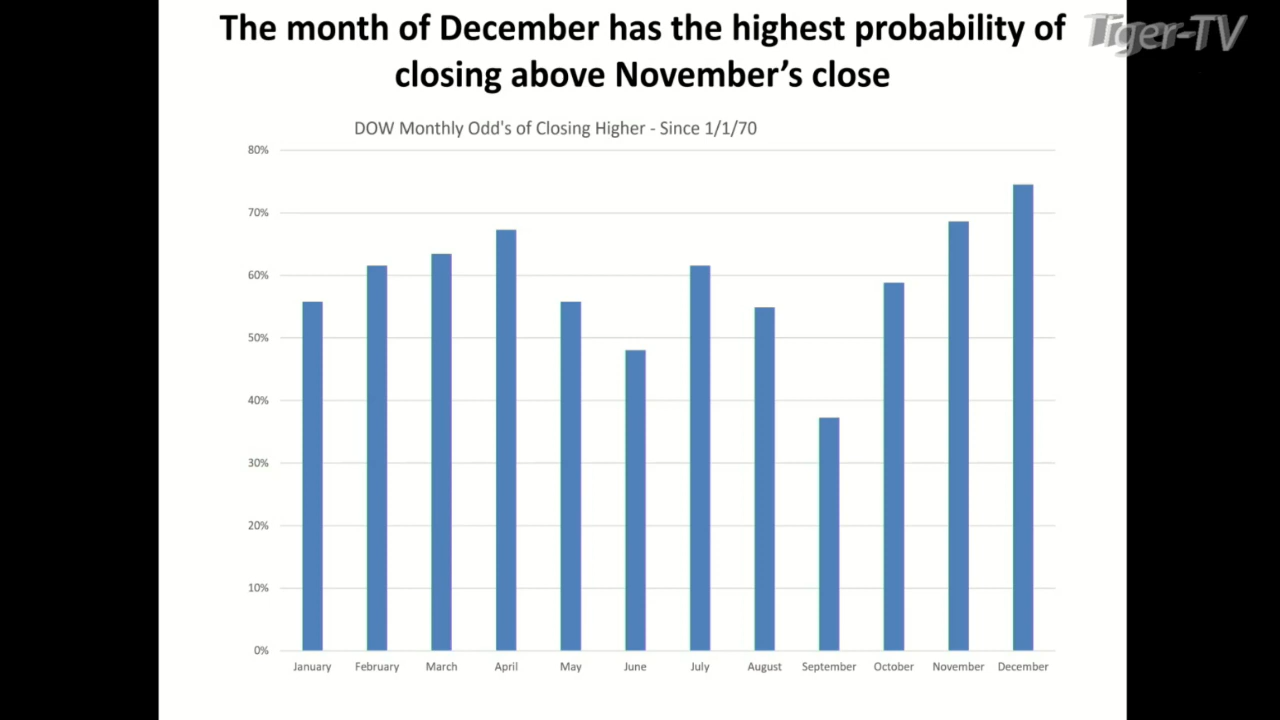 The month of December has the highest probability of
closing above November's close
Tiger-TV
DOW Monthly Odd's of Closing Higher - Since 1/1/70
80%
70%
60%
50%
40%
30%
20%
10%
0%
January February March April May June July August September October November December